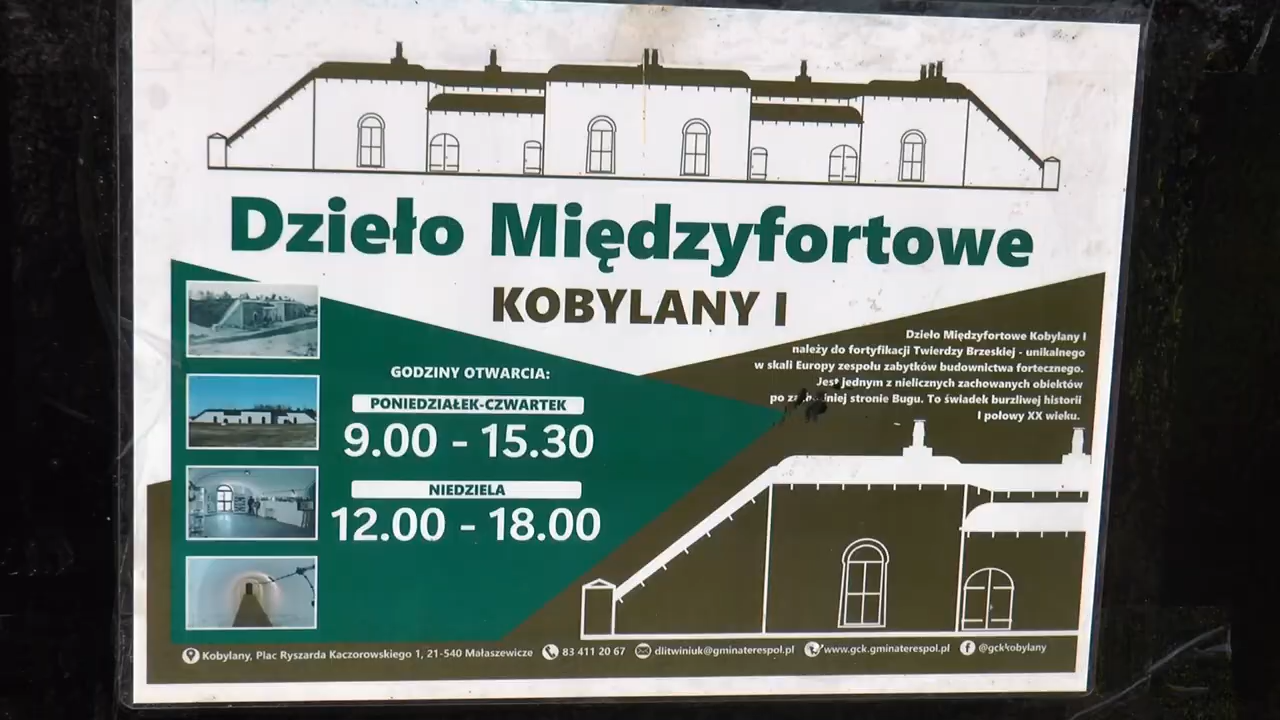 Dzieło Międzyfortowe
KOBYLANY I
Dzieło Międzyfortowe Kobylany I
należy do fortyfikacji Twierdzy Brzeskiej - unikalnego
w skali Europy zespołu zabytków budownictwa fortecznego.
Jest jednym z nielicznych zachowanych obiektów
po stronie Bugu. To świadek burzliwej historii
I połowy XX wieku.
GODZINY OTWARCIA:
PONIEDZIAŁEK-CZWARTEK
9.00 - 15.30
NIEDZIELA
12.00 - 18.00
Kobylany, Plac Ryszarda Kaczorowskiego 1, 21-540 Małaszewicze
83 411 20 67
dlitwiniuk@gminaterespol.pl
www.gck.gminaterespol.pl
@gckkobylany